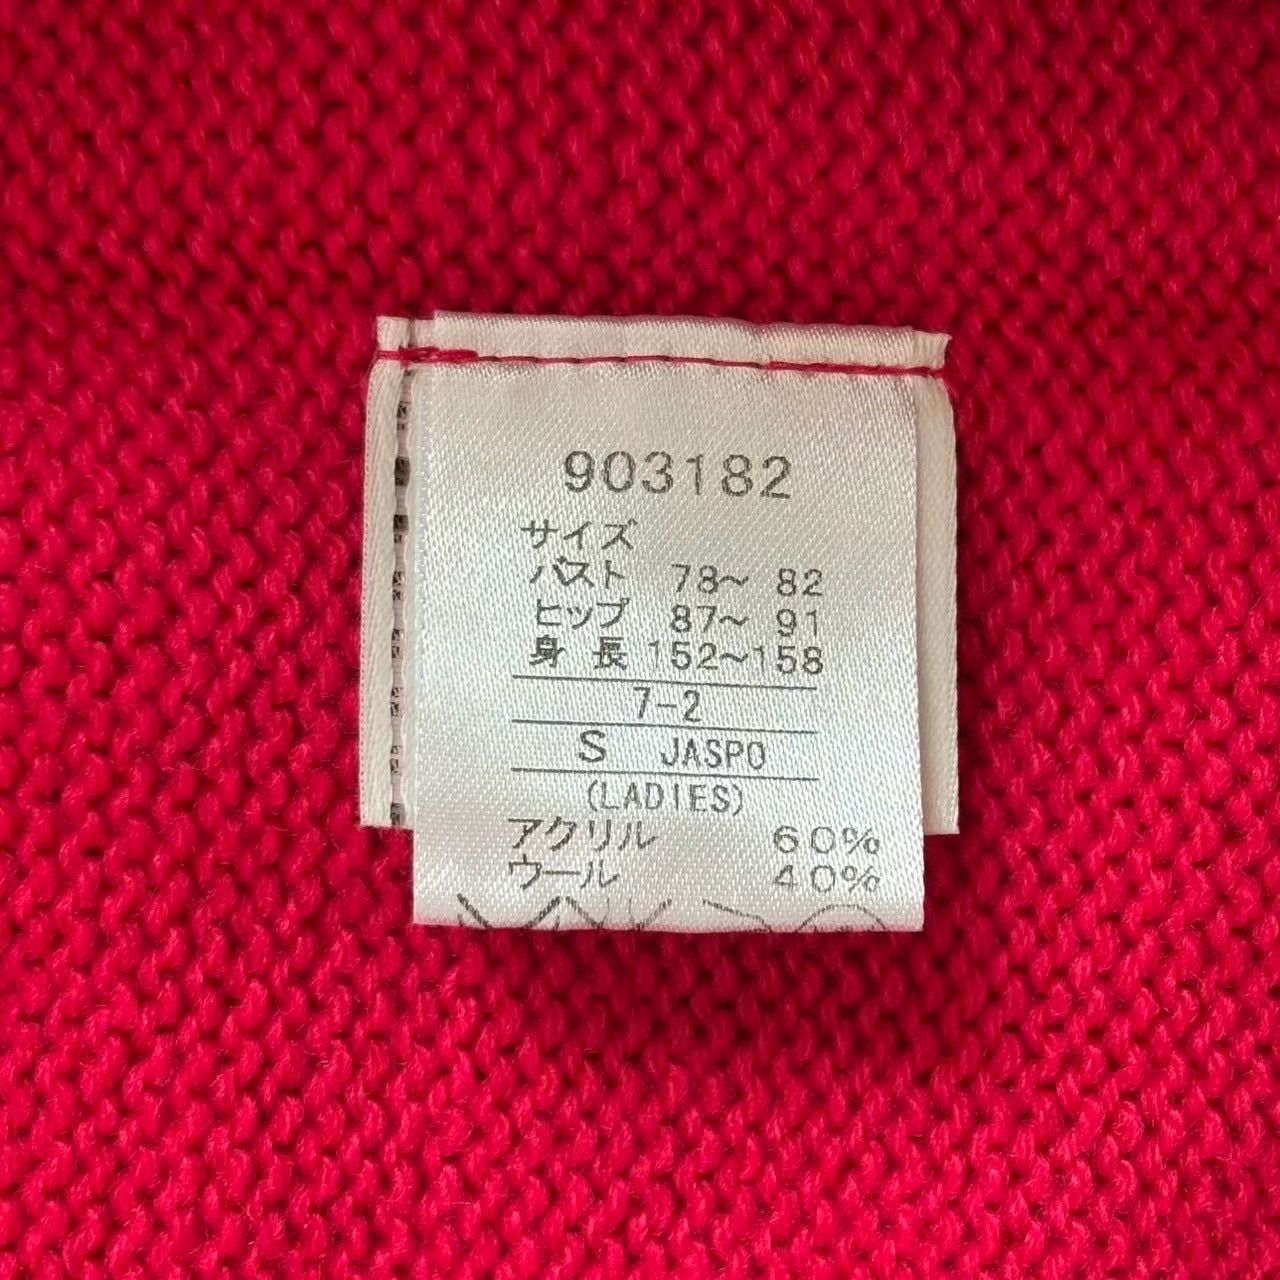 903182
サイズ
バスト 78〜 82
ヒップ 87〜 91
身 長 152〜158
7-2
S JASPO
(LADIES)
アクリル 60%
ウール 40%